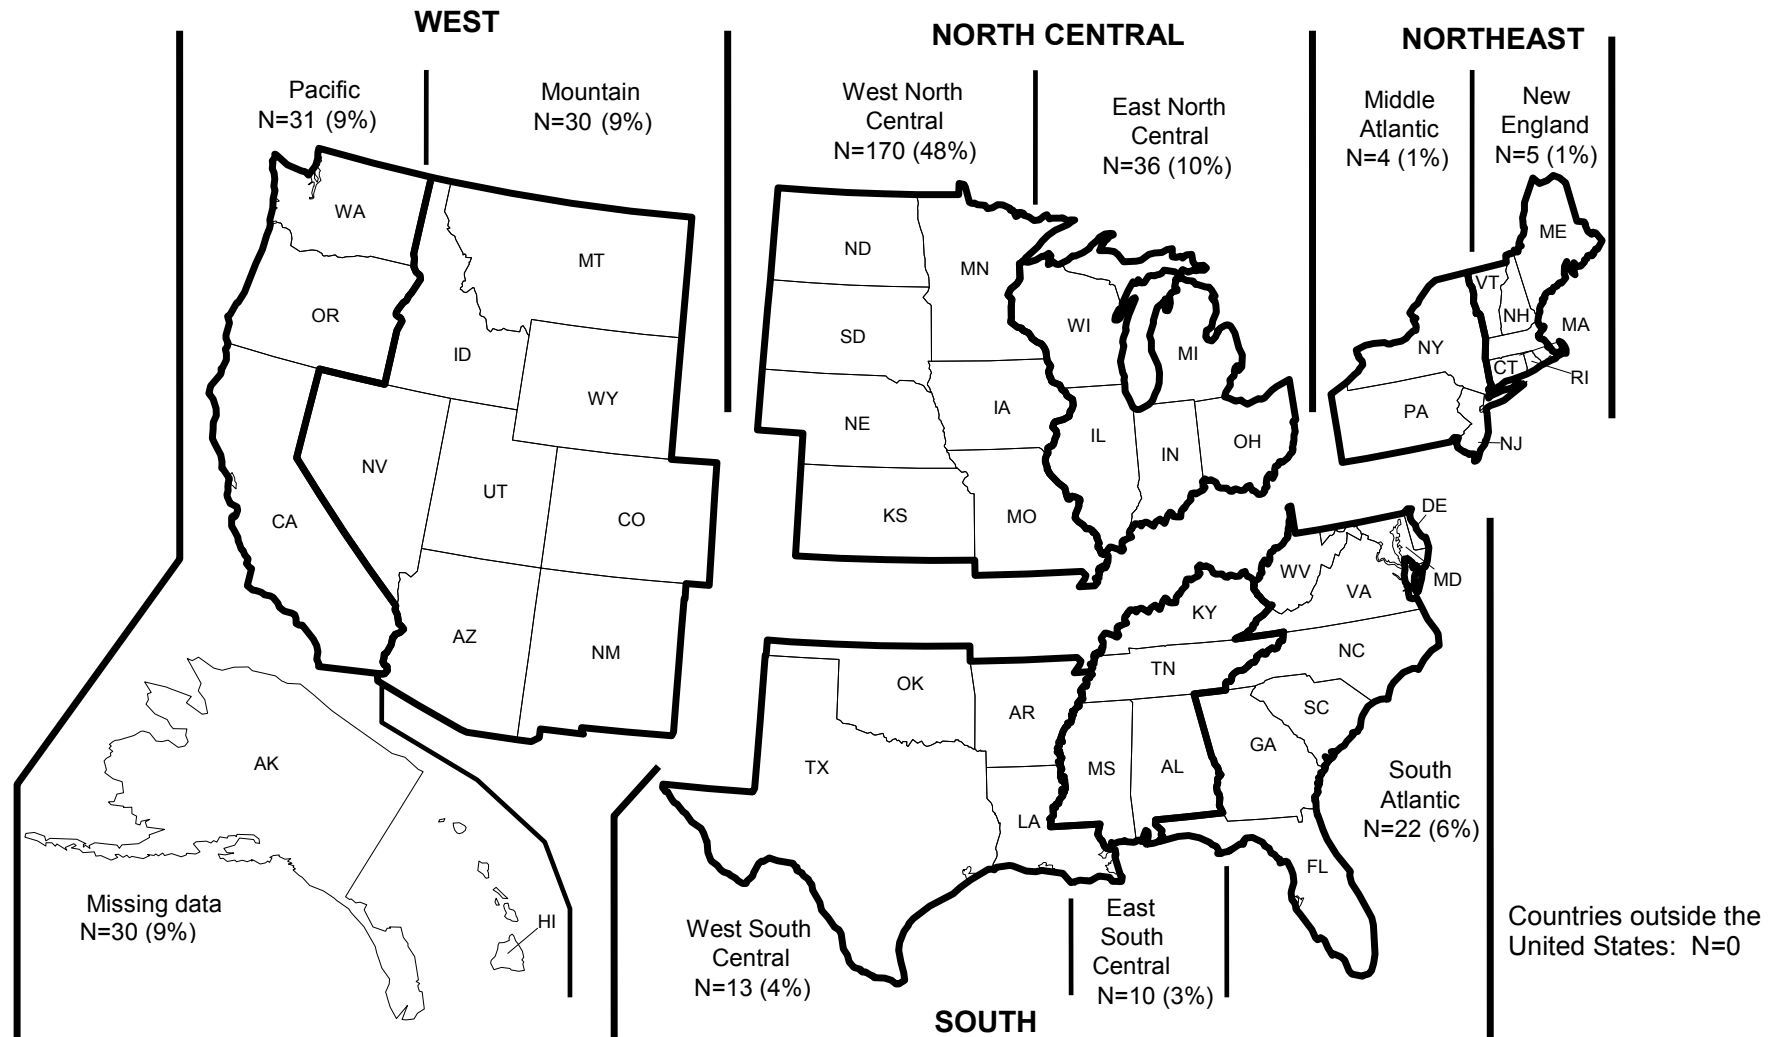 WEST
NORTH CENTRAL
NORTHEAST
Pacific
N=31 (9%)
Mountain
N=30 (9%)
West North
Central
N=170 (48%)
East North
Central
N=36 (10%)
Middle
Atlantic
N=4 (1%)
New
England
N=5 (1%)
WA
MT
OR
ID
WY
NV
UT
CO
CA
AZ
NM
AK
HI
ND
MN
SD
WI
MI
NE
IA
IL
IN
OH
KS
MO
ME
VT
NH
MA
NY
CT
RI
PA
NJ
DE
MD
WV
VA
KY
NC
TN
SC
OK
AR
GA
TX
MS
AL
LA
FL
South
Atlantic
N=22 (6%)
Missing data
N=30 (9%)
West South
Central
N=13 (4%)
East
South
Central
N=10 (3%)
SOUTH
Countries outside the
United States:  N=0